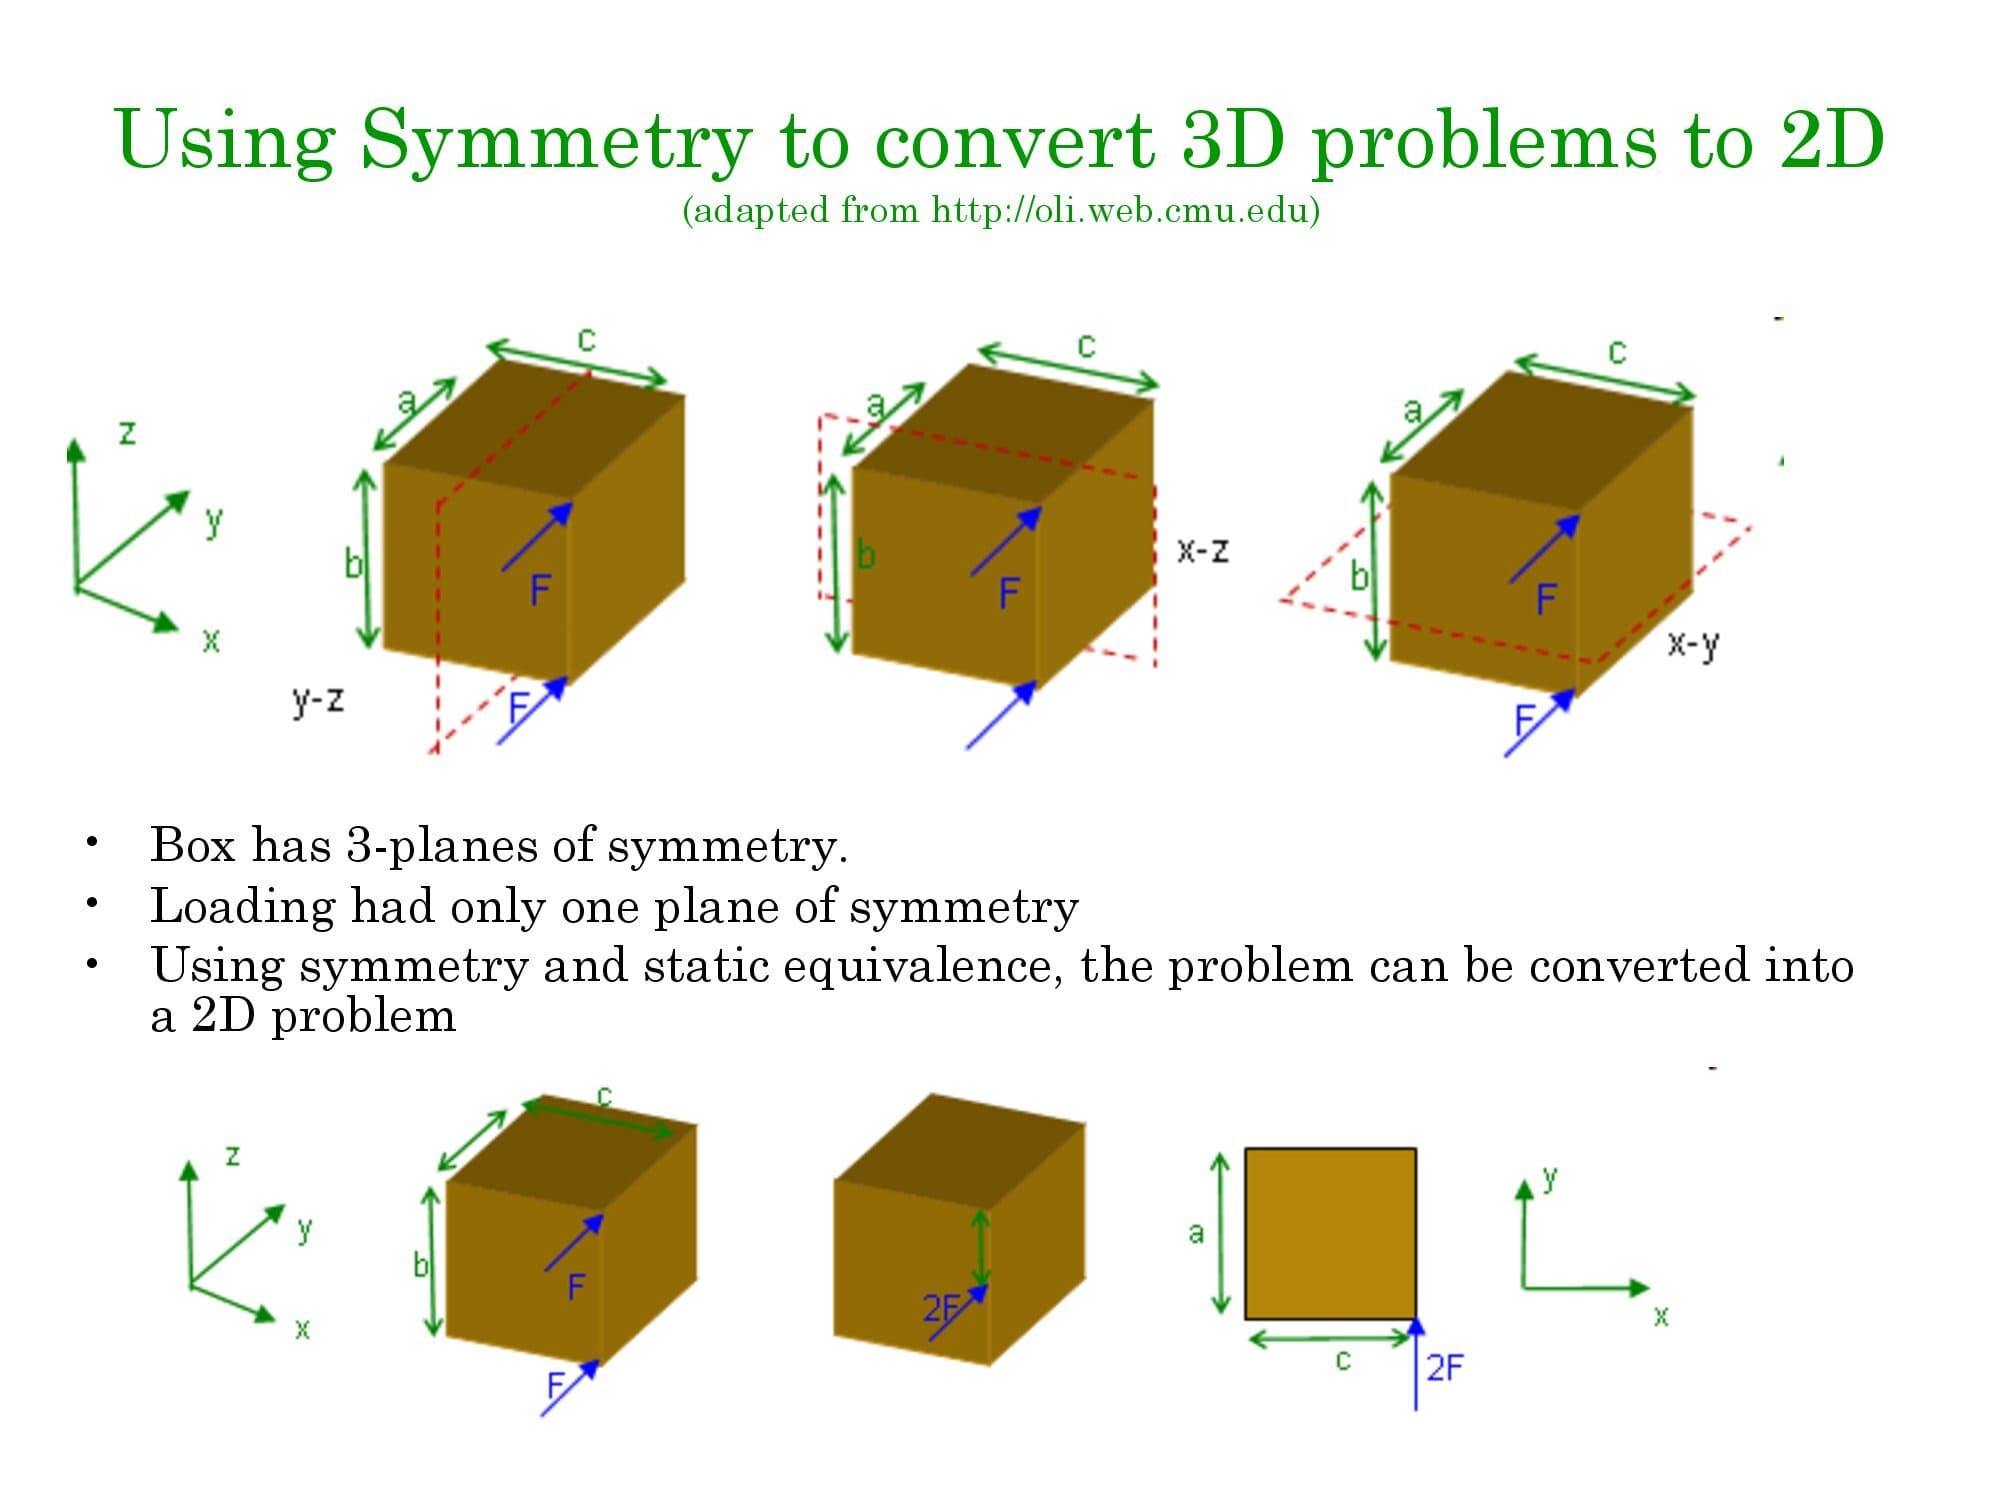 Using Symmetry to convert 3D problems to 2D
(adapted from http://oli.web.cmu.edu)
z
y
x
c
a
b
F
F
y-z
c
a
b
F
x-z
c
a
b
F
F
x-y
• Box has 3-planes of symmetry.
• Loading had only one plane of symmetry
• Using symmetry and static equivalence, the problem can be converted into
a 2D problem
z
y
x
c
b
F
F
2F
a
c
2F
y
x